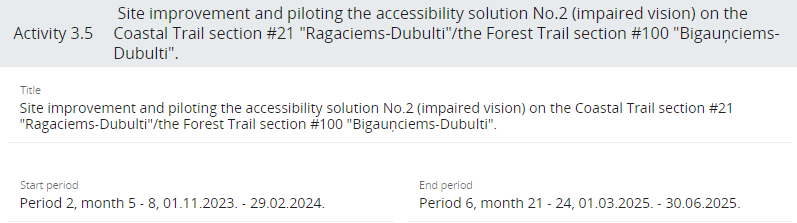 Site improvement and piloting the accessibility solution No.2 (impaired vision) on the
Activity 3.5 Coastal Trail section #21 "Ragaciems-Dubulti"/the Forest Trail section #100 "Bigauņciems-
Dubulti".
Title
Site improvement and piloting the accessibility solution No.2 (impaired vision) on the Coastal Trail section #21
"Ragaciems-Dubulti"/the Forest Trail section #100 "Bigauņciems-Dubulti".
Start period
Period 2, month 5 - 8, 01.11.2023. - 29.02.2024.
End period
Period 6, month 21 - 24, 01.03.2025. - 30.06.2025.